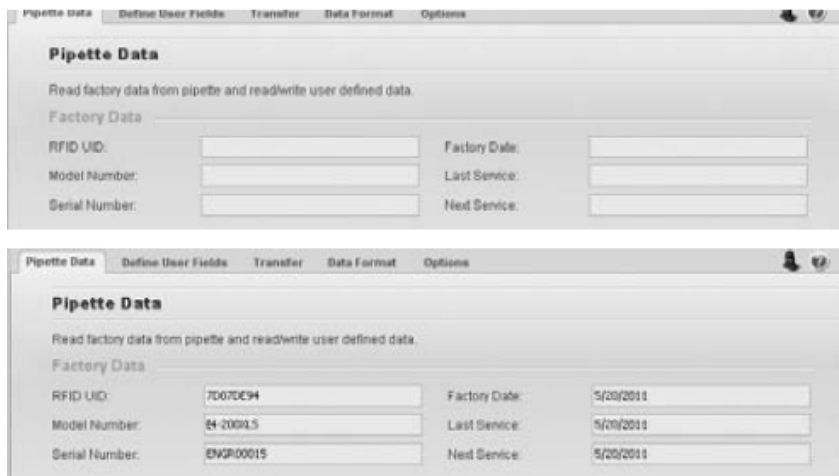 Pipette Data Define User Fields Transfer Data Format Options
Pipette Data
Read factory data from pipette and read/write user defined data.
Factory Data
RFID UID: Factory Date:
Model Number: Last Service:
Serial Number: Next Service:
Pipette Data Define User Fields Transfer Data Format Options
Pipette Data
Read factory data from pipette and read/write user defined data.
Factory Data
RFID UID: 7D07DE94 Factory Date: 5/20/2011
Model Number: E4-200XLS Last Service: 5/20/2011
Serial Number: ENGR00015 Next Service: 5/20/2011